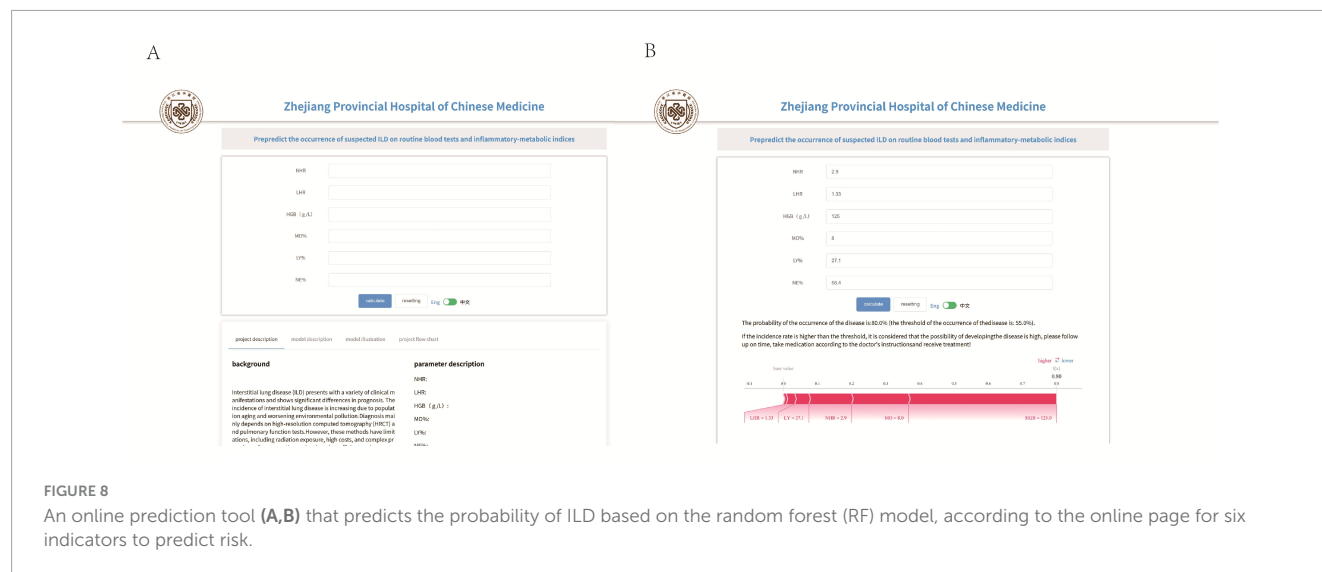 A
Zhejiang Provincial Hospital of Chinese Medicine
Prepredict the occurrence of suspected ILD on routine blood tests and inflammatory-metabolic indices
NHR
LHR
HGB (g/L)
MO%
LY%
NE%
calculate resetting Eng 中文
project description model description model illustration project flow chart
background
Interstitial lung disease (ILD) presents with a variety of clinical m
anifestations and shows significant differences in prognosis. The
incidence of interstitial lung disease is increasing due to populat
ion aging and worsening environmental pollution. Diagnosis mai
nly depends on high-resolution computed tomography (HRCT) a
nd pulmonary function tests. However, these methods have limit
ations, including radiation exposure, high costs, and complex pr
parameter description
NHR:
LHR:
HGB (g/L) :
MO%:
LY%:
B
Zhejiang Provincial Hospital of Chinese Medicine
Prepredict the occurrence of suspected ILD on routine blood tests and inflammatory-metabolic indices
NHR 2.9
LHR 1.33
HGB (g/L) 125
MO% 8
LY% 27.1
NE%
calculate resetting Eng 中文
The probability of the occurrence of the disease is:80.0% (the threshold of the occurrence of thedisease is: 55.0%).
If the incidence rate is higher than the threshold, it is considered that the possibility of developingthe disease is high, please follow
up on time, take medication according to the doctor's instructionsand receive treatment!
higher lower
base value f(x)
0.80
LHR = 1.33 LY = 27.1 NHR = 2.9 MO = 8.0
FIGURE 8
An online prediction tool (A,B) that predicts the probability of ILD based on the random forest (RF) model, according to the online page for six
indicators to predict risk.